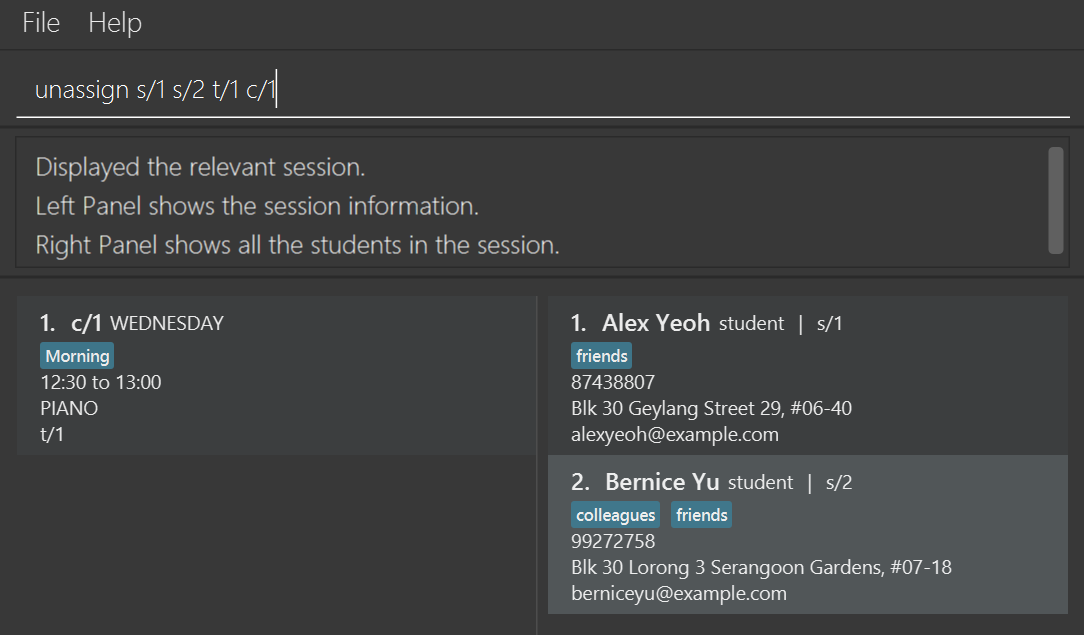 File Help
unassign s/1 s/2 t/1 c/1
Displayed the relevant session.
Left Panel shows the session information.
Right Panel shows all the students in the session.
1. c/1 WEDNESDAY
Morning
12:30 to 13:00
PIANO
t/1
1. Alex Yeoh student | s/1
friends
87438807
Blk 30 Geylang Street 29, #06-40
alexyeoh@example.com
2. Bernice Yu student | s/2
colleagues friends
99272758
Blk 30 Lorong 3 Serangoon Gardens, #07-18
berniceyu@example.com